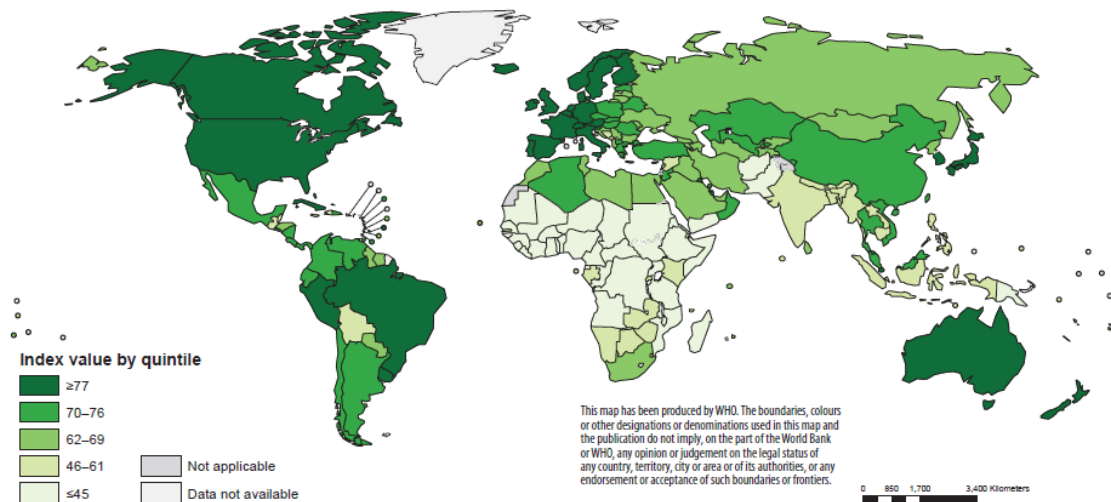 Index value by quintile
≥77
70–76
62–69
46–61
≤45
Not applicable
Data not available
This map has been produced by WHO. The boundaries, colours
or other designations or denominations used in this map and
the publication do not imply, on the part of the World Bank
or WHO, any opinion or judgement on the legal status of
any country, territory, city or area or of its authorities, or any
endorsement or acceptance of such boundaries or frontiers.
0 850 1,700 3,400 Kilometers